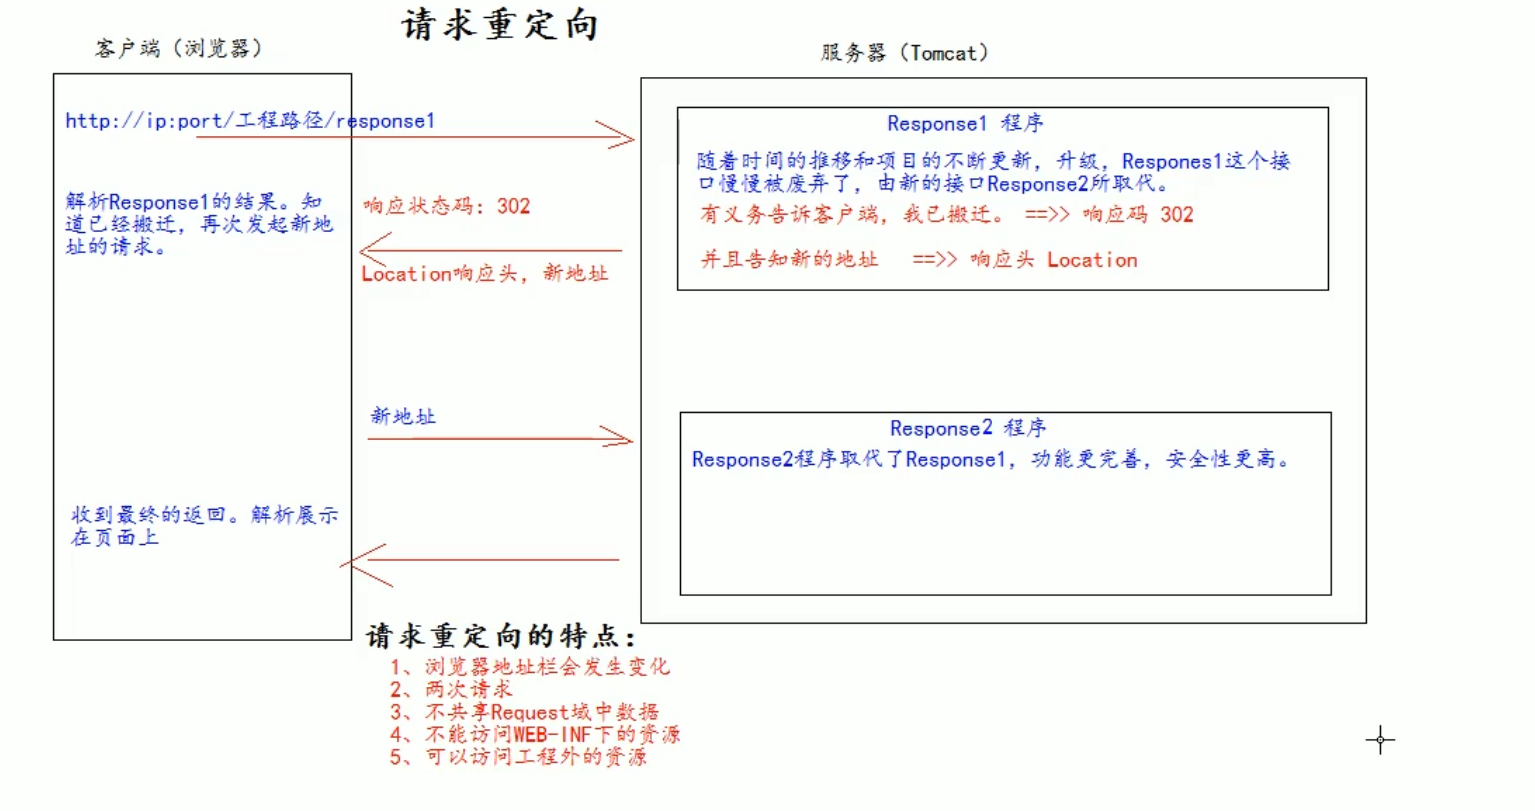 请求重定向
客户端（浏览器）
服务器（Tomcat）
http://ip:port/工程路径/response1
Response1 程序
随着时间的推移和项目的不断更新，升级，Respones1这个接
口慢慢被废弃了，由新的接口Response2所取代。
有义务告诉客户端，我已搬迁。 ==>> 响应码 302
并且告知新的地址 ==>> 响应头 Location
解析Response1的结果。知
道已经搬迁，再次发起新地
址的请求。
响应状态码：302
Location响应头，新地址
新地址
Response2 程序
Response2程序取代了Response1，功能更完善，安全性更高。
收到最终的返回。解析展示
在页面上
请求重定向的特点：
1、浏览器地址栏会发生变化
2、两次请求
3、不共享Request域中数据
4、不能访问WEB-INF下的资源
5、可以访问工程外的资源